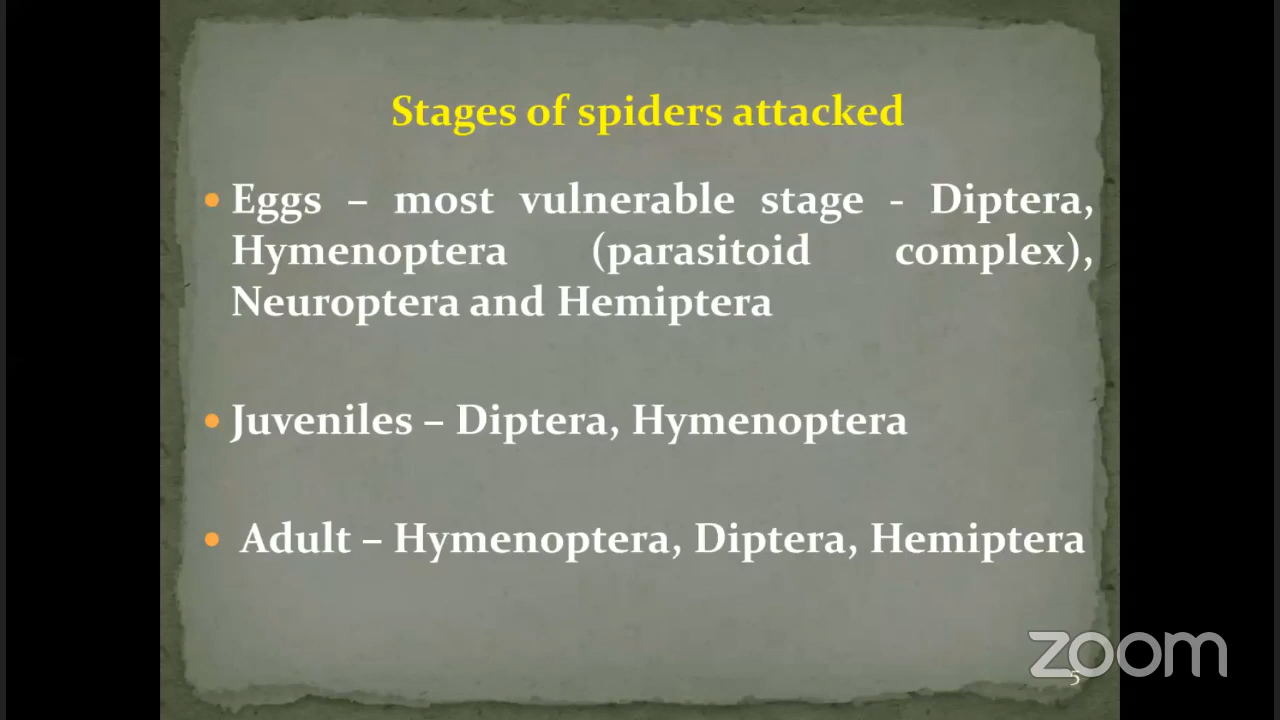 Stages of spiders attacked
• Eggs – most vulnerable stage - Diptera,
Hymenoptera (parasitoid complex),
Neuroptera and Hemiptera
• Juveniles – Diptera, Hymenoptera
• Adult – Hymenoptera, Diptera, Hemiptera
zoom
5